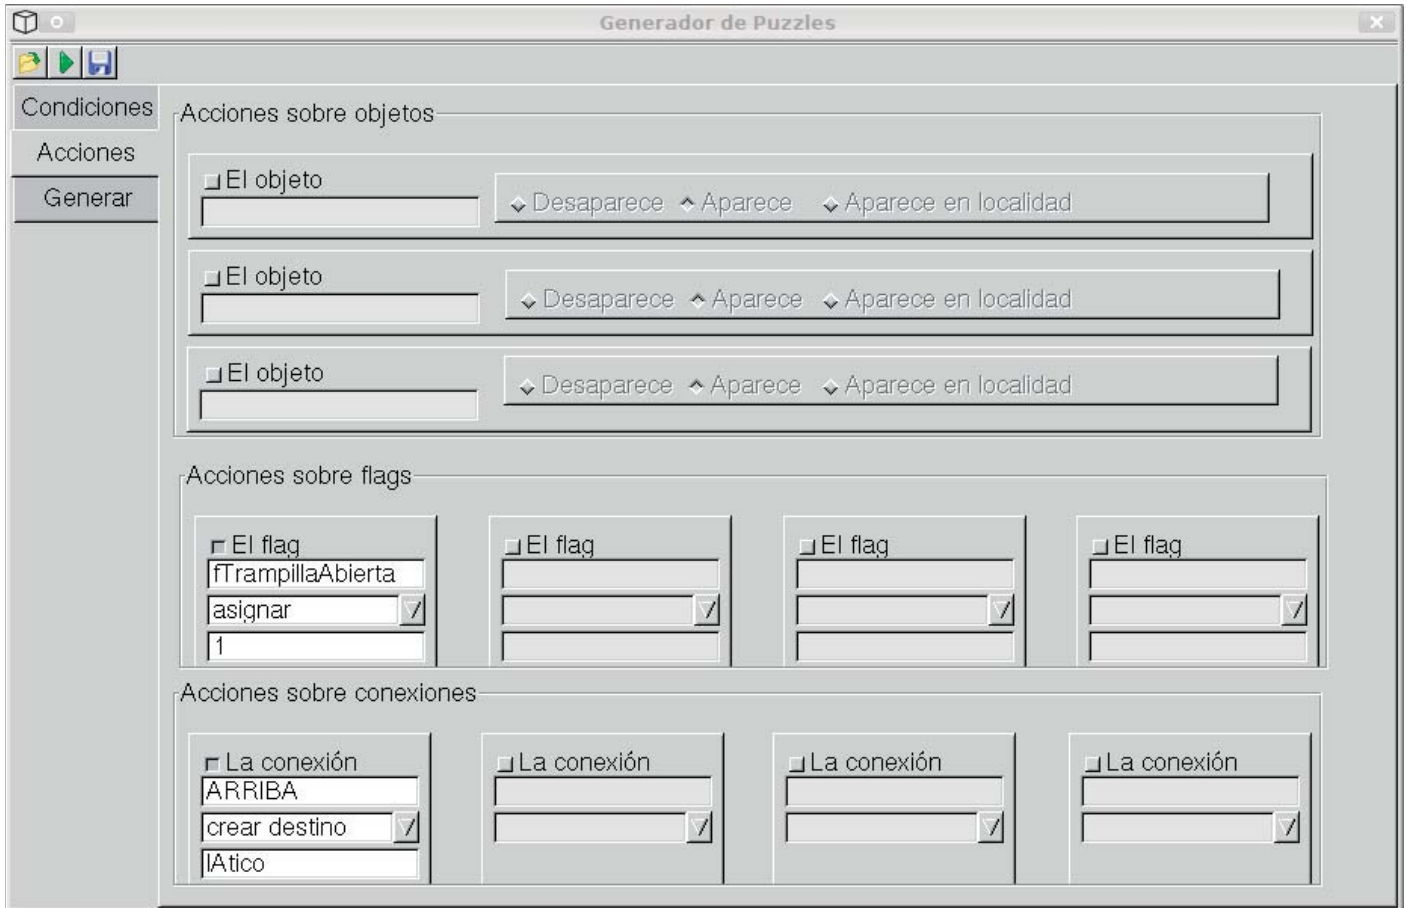 Generador de Puzzles
Condiciones
Acciones
Generar
Acciones sobre objetos
El objeto
Desaparece Aparece Aparece en localidad
El objeto
Desaparece Aparece Aparece en localidad
El objeto
Desaparece Aparece Aparece en localidad
Acciones sobre flags
El flag El flag El flag El flag
fTrampillaAbierta
asignar
1
Acciones sobre conexiones
La conexión La conexión La conexión La conexión
ARRIBA
crear destino
lAtico